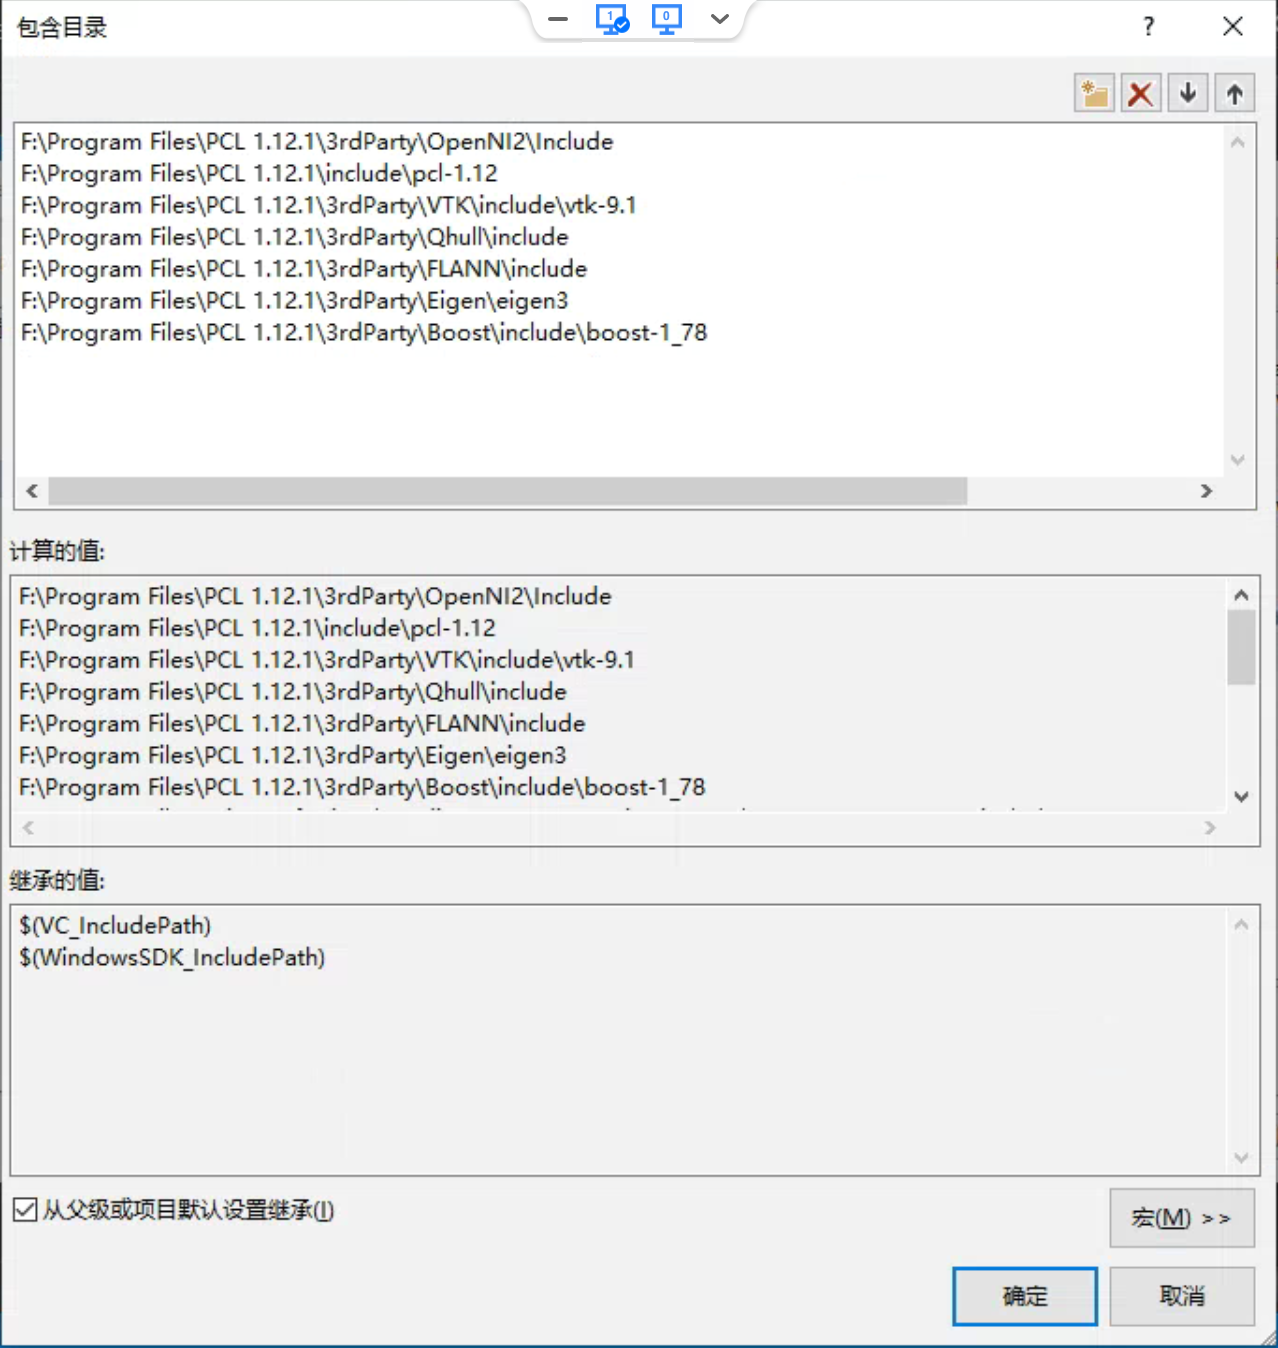 包含目录
1
0
?
F:\Program Files\PCL 1.12.1\3rdParty\OpenNI2\Include
F:\Program Files\PCL 1.12.1\include\pcl-1.12
F:\Program Files\PCL 1.12.1\3rdParty\VTK\include\vtk-9.1
F:\Program Files\PCL 1.12.1\3rdParty\Qhull\include
F:\Program Files\PCL 1.12.1\3rdParty\FLANN\include
F:\Program Files\PCL 1.12.1\3rdParty\Eigen\eigen3
F:\Program Files\PCL 1.12.1\3rdParty\Boost\include\boost-1_78
计算的值:
F:\Program Files\PCL 1.12.1\3rdParty\OpenNI2\Include
F:\Program Files\PCL 1.12.1\include\pcl-1.12
F:\Program Files\PCL 1.12.1\3rdParty\VTK\include\vtk-9.1
F:\Program Files\PCL 1.12.1\3rdParty\Qhull\include
F:\Program Files\PCL 1.12.1\3rdParty\FLANN\include
F:\Program Files\PCL 1.12.1\3rdParty\Eigen\eigen3
F:\Program Files\PCL 1.12.1\3rdParty\Boost\include\boost-1_78
继承的值:
$(VC_IncludePath)
$(WindowsSDK_IncludePath)
从父级或项目默认设置继承(I)
宏(M) >>
确定
取消